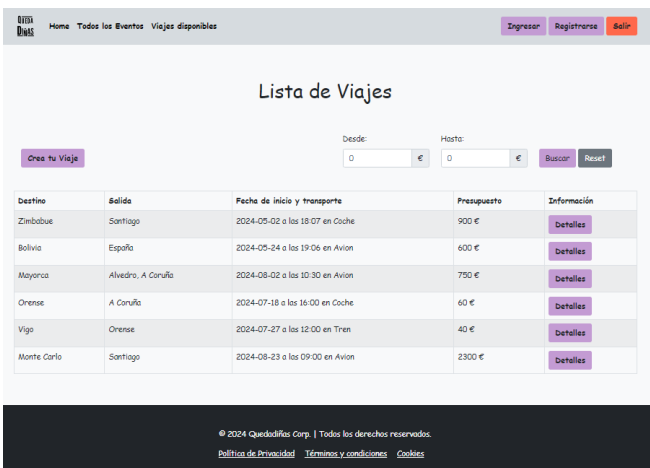 QUEDA
DIÑAS
Home Todos los Eventos Viajes disponibles Ingresar Registrarse Salir
Lista de Viajes
Desde: Hasta:
Crea tu Viaje 0 € 0 € Buscar Reset
Destino Salida Fecha de inicio y transporte Presupuesto Información
Zimbabue Santiago 2024-05-02 a las 18:07 en Coche 900 € Detalles
Bolivia España 2024-05-24 a las 19:06 en Avion 600 € Detalles
Mayorca Alvedro, A Coruña 2024-08-02 a las 10:30 en Avion 750 € Detalles
Orense A Coruña 2024-07-18 a las 16:00 en Coche 60 € Detalles
Vigo Orense 2024-07-27 a las 12:00 en Tren 40 € Detalles
Monte Carlo Santiago 2024-08-23 a las 09:00 en Avion 2300 € Detalles
© 2024 Quedadiñas Corp. | Todos los derechos reservados.
Política de Privacidad Términos y condiciones Cookies